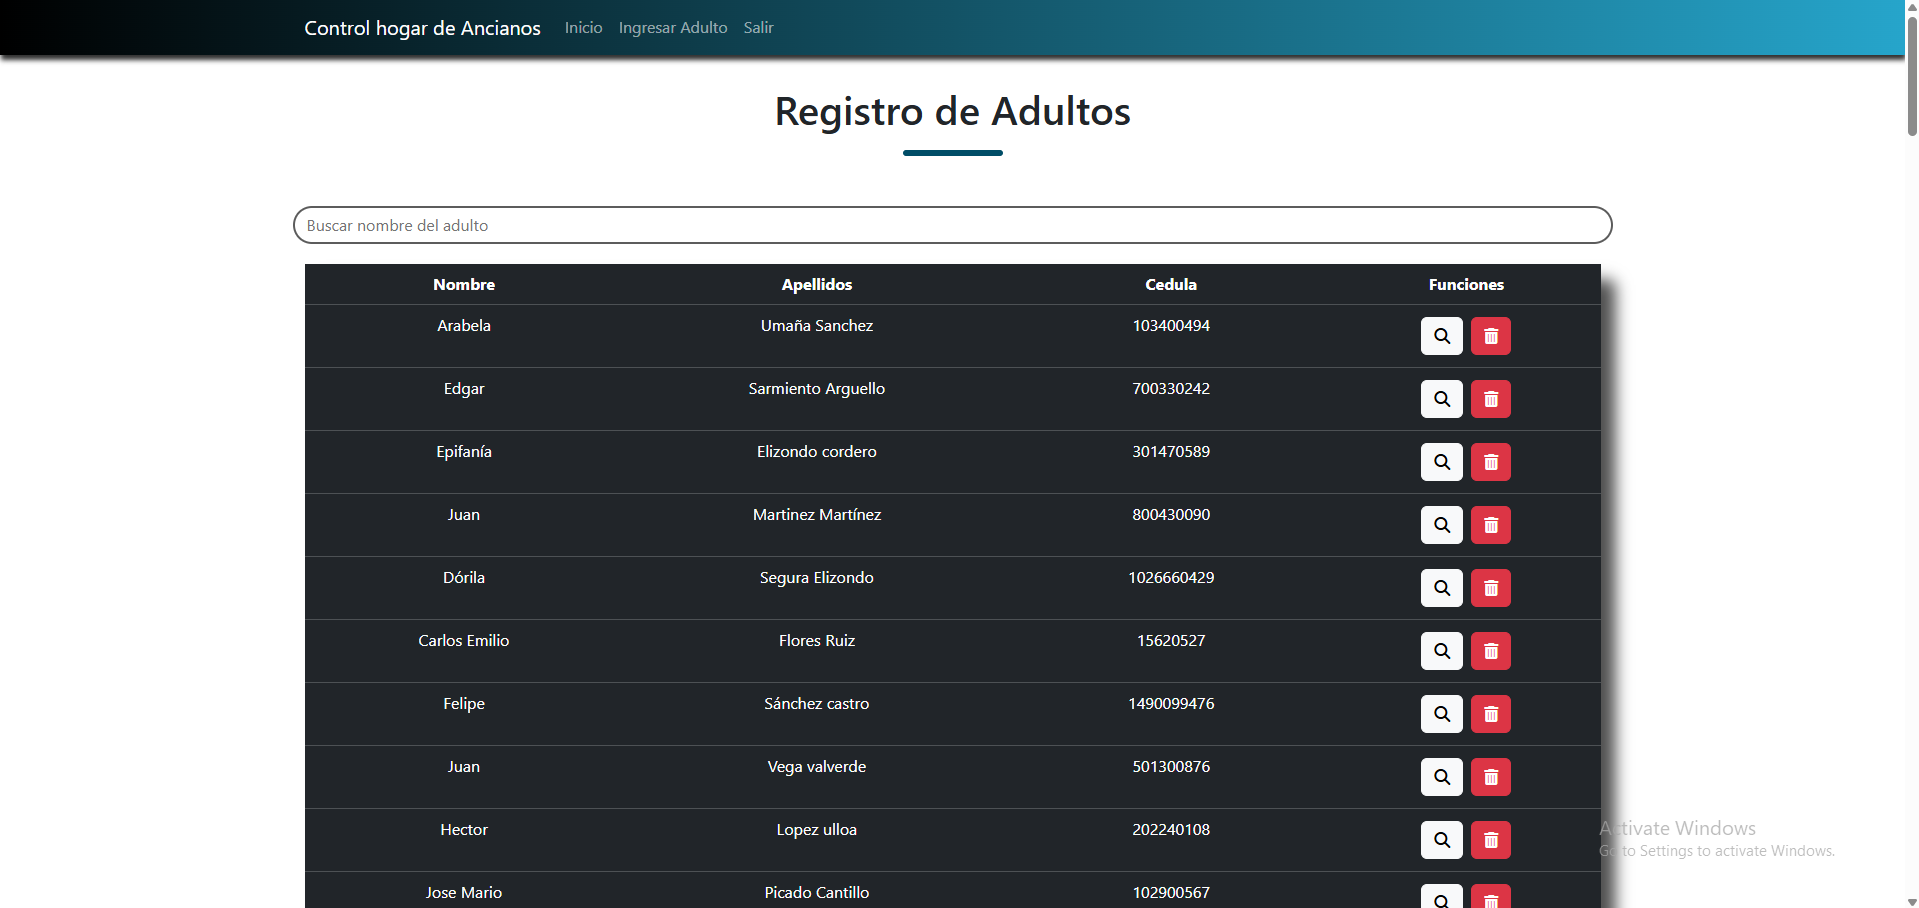 Control hogar de Ancianos Inicio Ingresar Adulto Salir
Registro de Adultos
Buscar nombre del adulto
Nombre Apellidos Cedula Funciones
Arabela Umaña Sanchez 103400494
Edgar Sarmiento Arguello 700330242
Epifanía Elizondo cordero 301470589
Juan Martinez Martínez 800430090
Dórila Segura Elizondo 1026660429
Carlos Emilio Flores Ruiz 15620527
Felipe Sánchez castro 1490099476
Juan Vega valverde 501300876
Hector Lopez ulloa 202240108
Activate Windows
Go to Settings to activate Windows.
Jose Mario Picado Cantillo 102900567